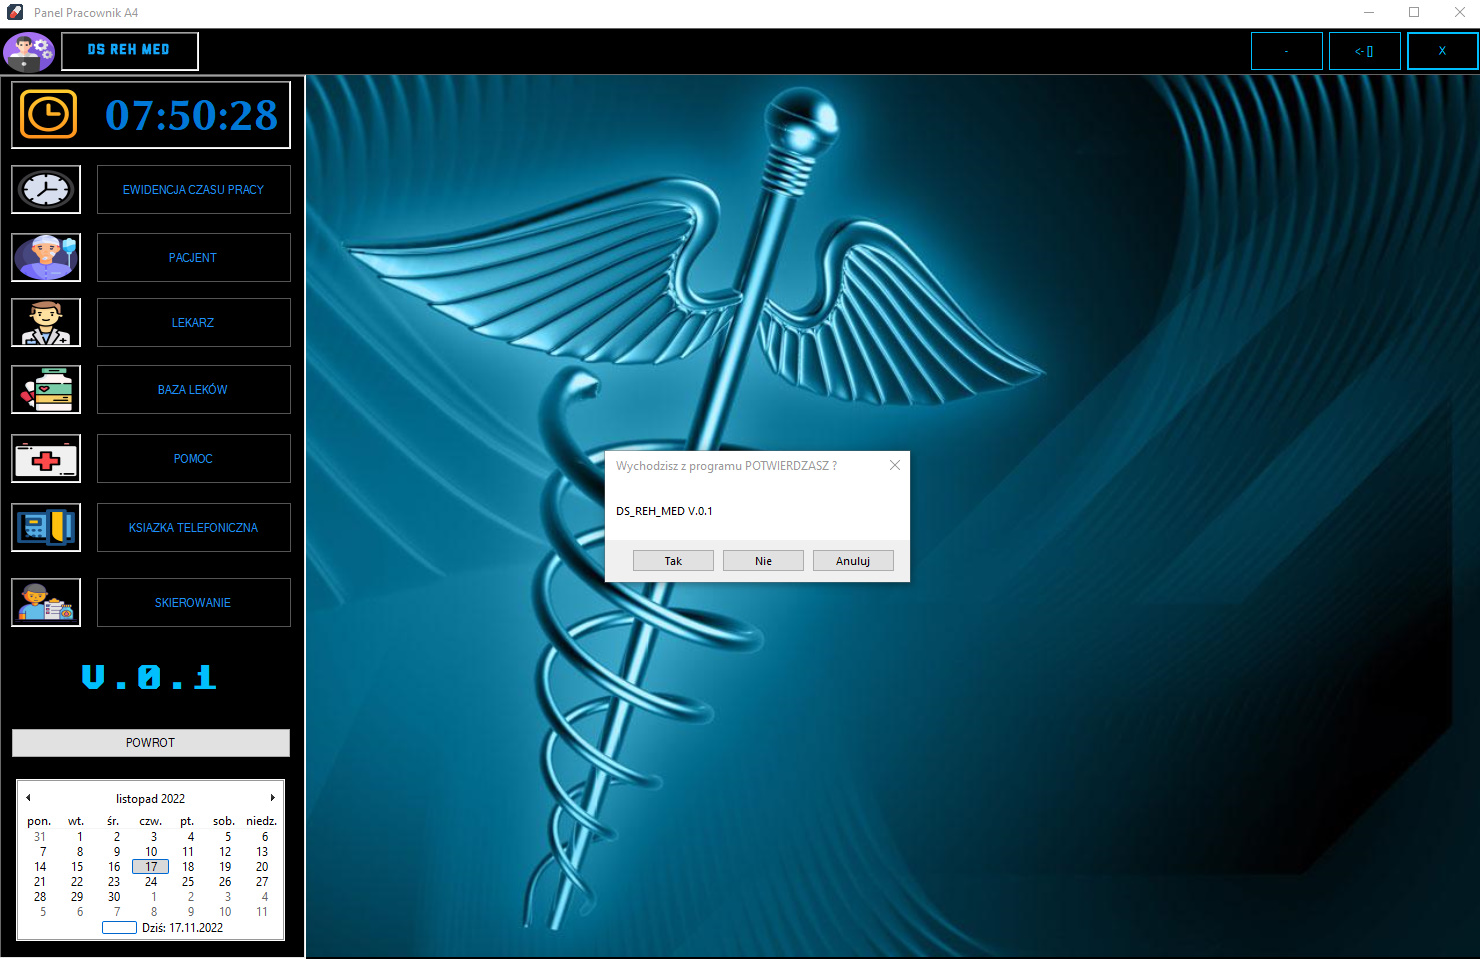 Panel Pracownik A4
DS REH MED
-
<- []
X
07:50:28
EWIDENCJA CZASU PRACY
PACJENT
LEKARZ
BAZA LEKÓW
POMOC
KSIAZKA TELEFONICZNA
SKIEROWANIE
V.0.1
POWROT
listopad 2022
pon. wt. śr. czw. pt. sob. niedz.
31 1 2 3 4 5 6
7 8 9 10 11 12 13
14 15 16 17 18 19 20
21 22 23 24 25 26 27
28 29 30 1 2 3 4
5 6 7 8 9 10 11
Dziś: 17.11.2022
Wychodzisz z programu POTWIERDZASZ ?
DS_REH_MED V.0.1
Tak Nie Anuluj